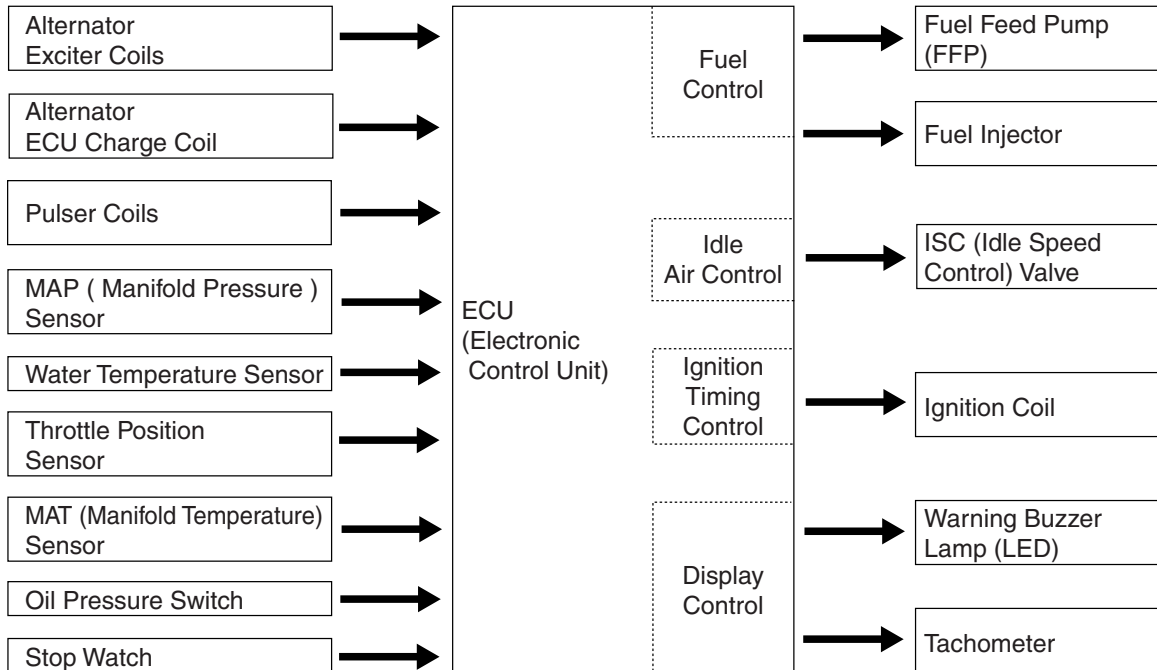 Alternator
Exciter Coils
Alternator
ECU Charge Coil
Pulser Coils
MAP ( Manifold Pressure )
Sensor
Water Temperature Sensor
Throttle Position
Sensor
MAT (Manifold Temperature)
Sensor
Oil Pressure Switch
Stop Watch
ECU
(Electronic
Control Unit)
Fuel
Control
Idle
Air Control
Ignition
Timing
Control
Display
Control
Fuel Feed Pump
(FFP)
Fuel Injector
ISC (Idle Speed
Control) Valve
Ignition Coil
Warning Buzzer
Lamp (LED)
Tachometer